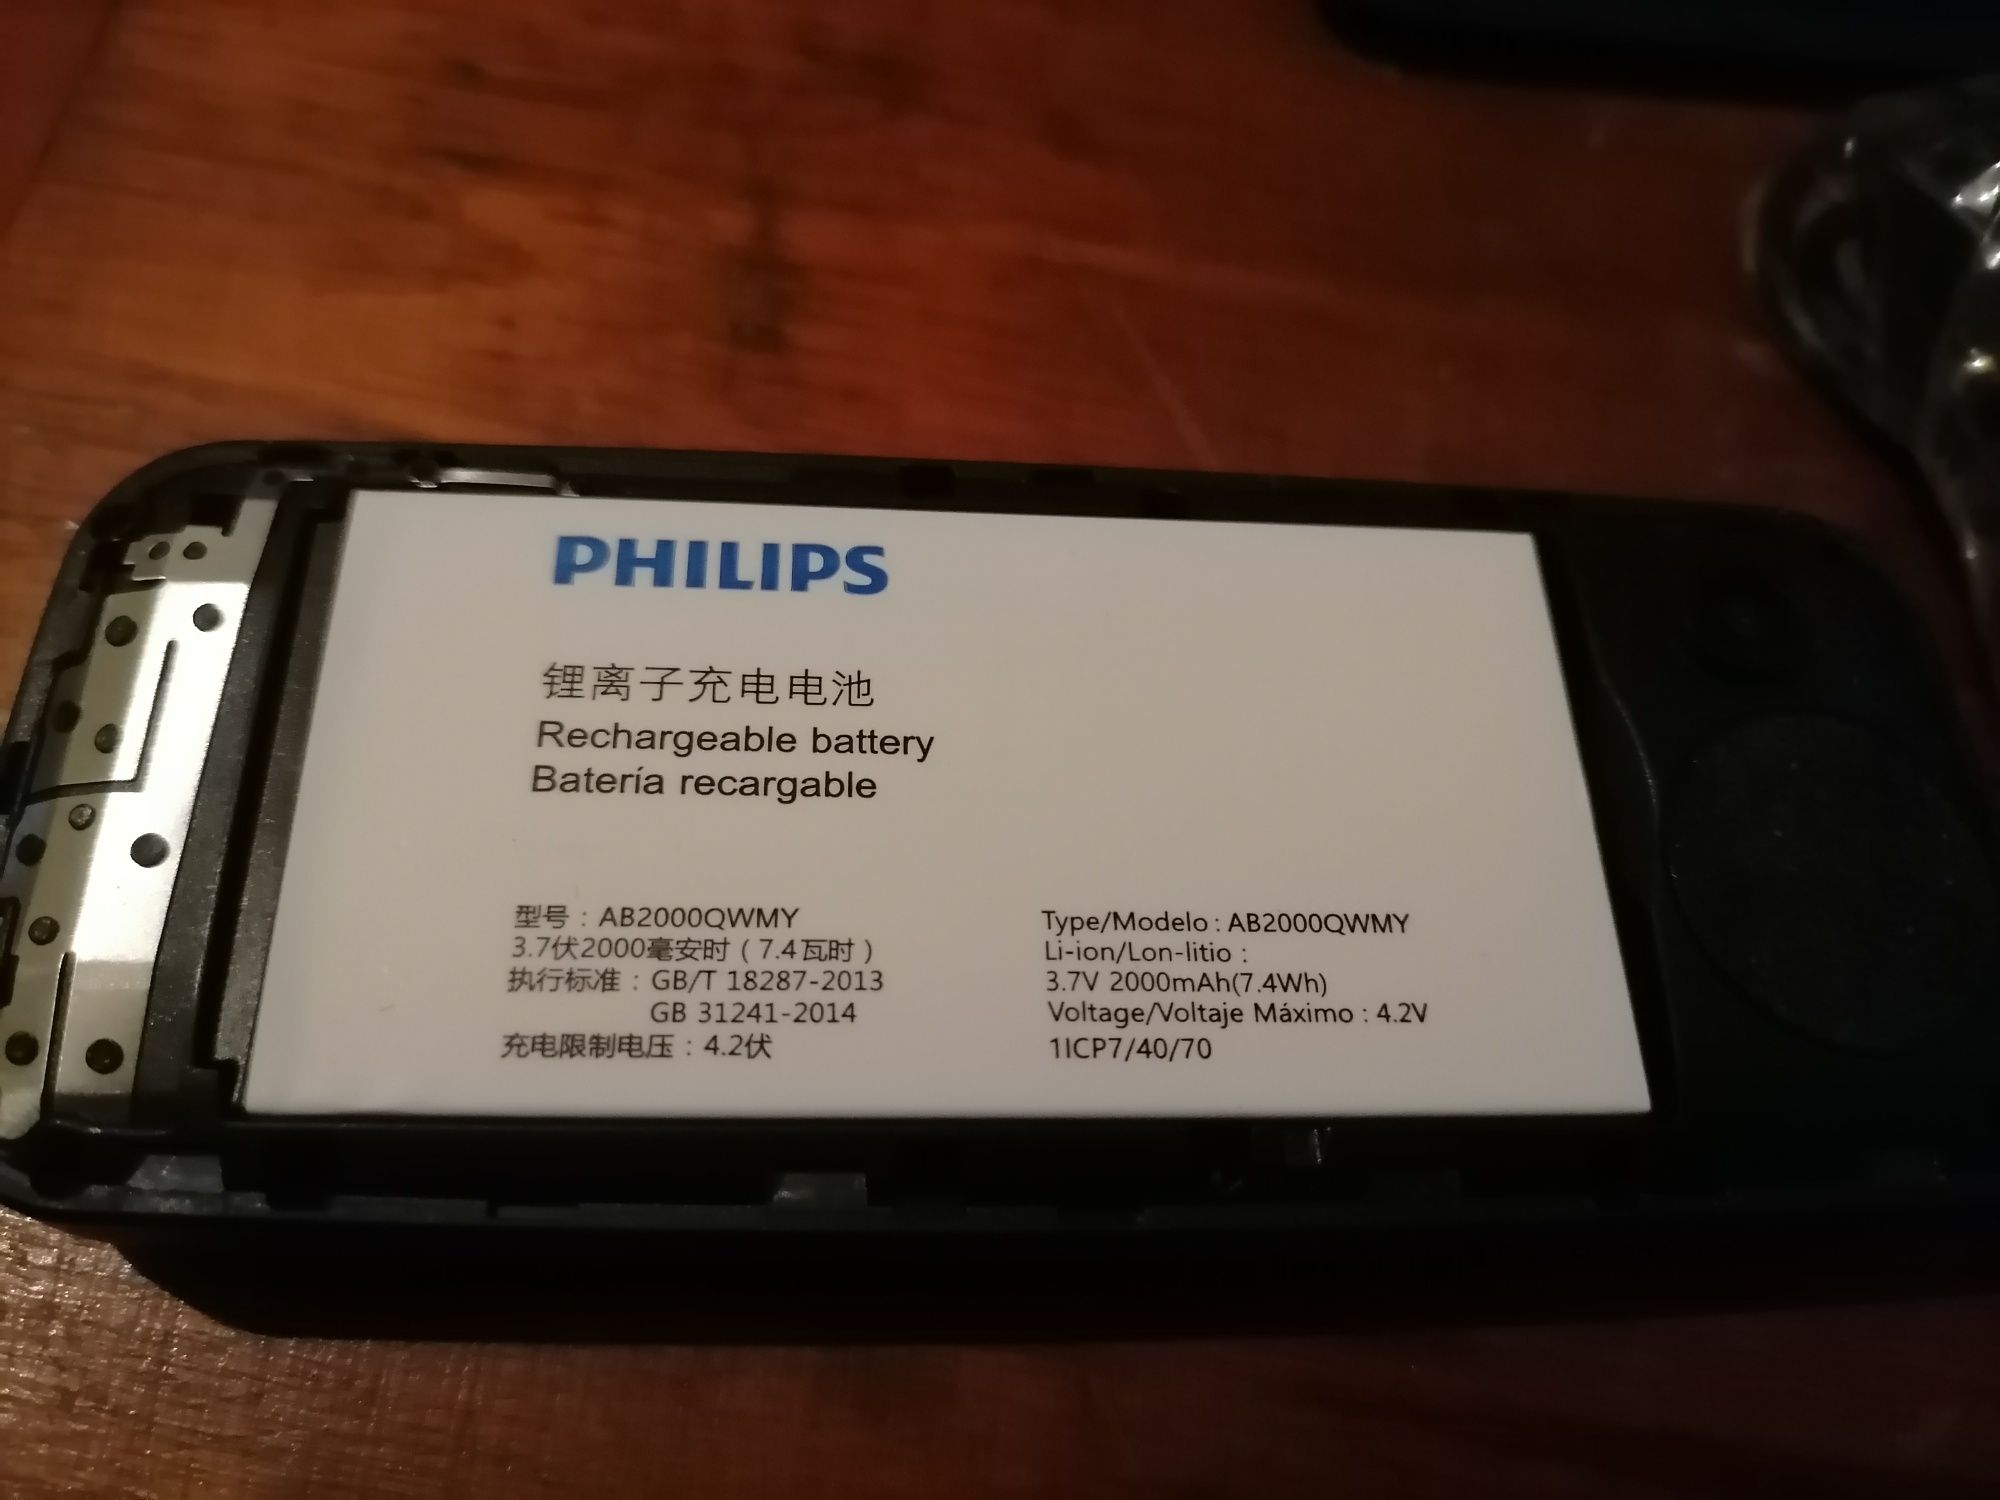 PHILIPS
锂离子充电电池
Rechargeable battery
Batería recargable
型号：AB2000QWMY
3.7伏2000毫安时（7.4瓦时）
执行标准：GB/T 18287-2013
GB 31241-2014
充电限制电压：4.2伏
Type/Modelo : AB2000QWMY
Li-ion/Lon-litio :
3.7V 2000mAh(7.4Wh)
Voltage/Voltaje Máximo : 4.2V
1ICP7/40/70